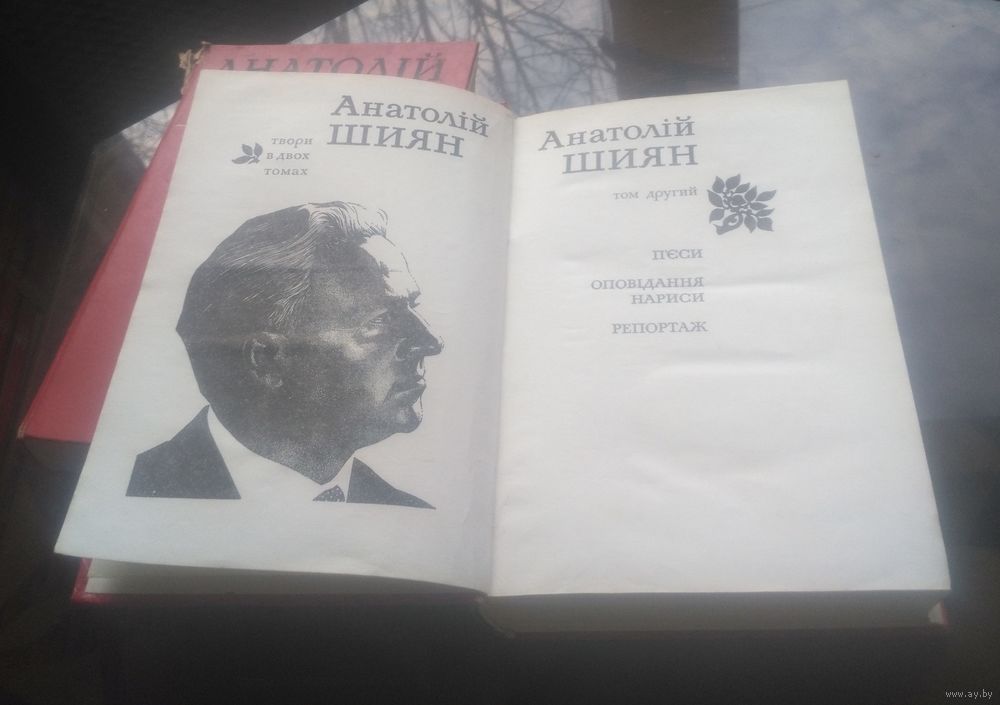 АНАТОЛІЙ
Анатолій
ШИЯН
твори
в двох
томах
Анатолій
ШИЯН
том другий
П'ЄСИ
ОПОВІДАННЯ
НАРИСИ
РЕПОРТАЖ
www.ay.by